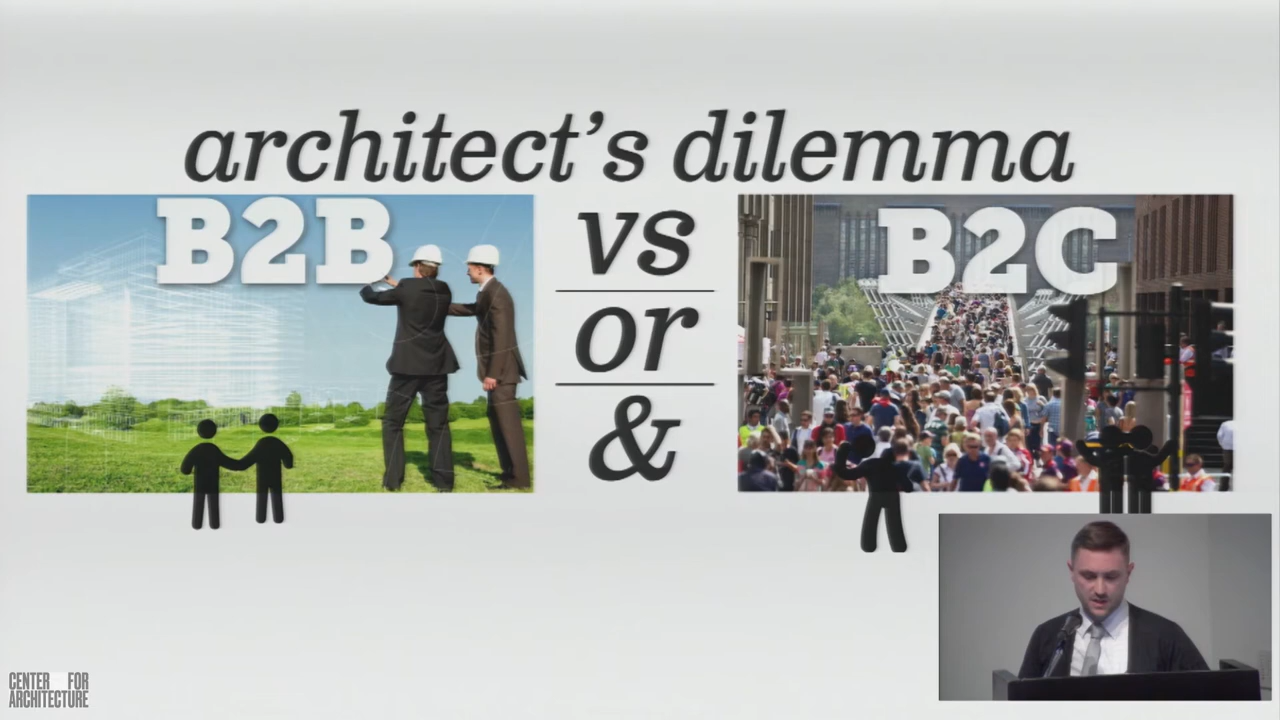 architect's dilemma
B2B
vs
or
&
B2C
CENTER FOR
ARCHITECTURE